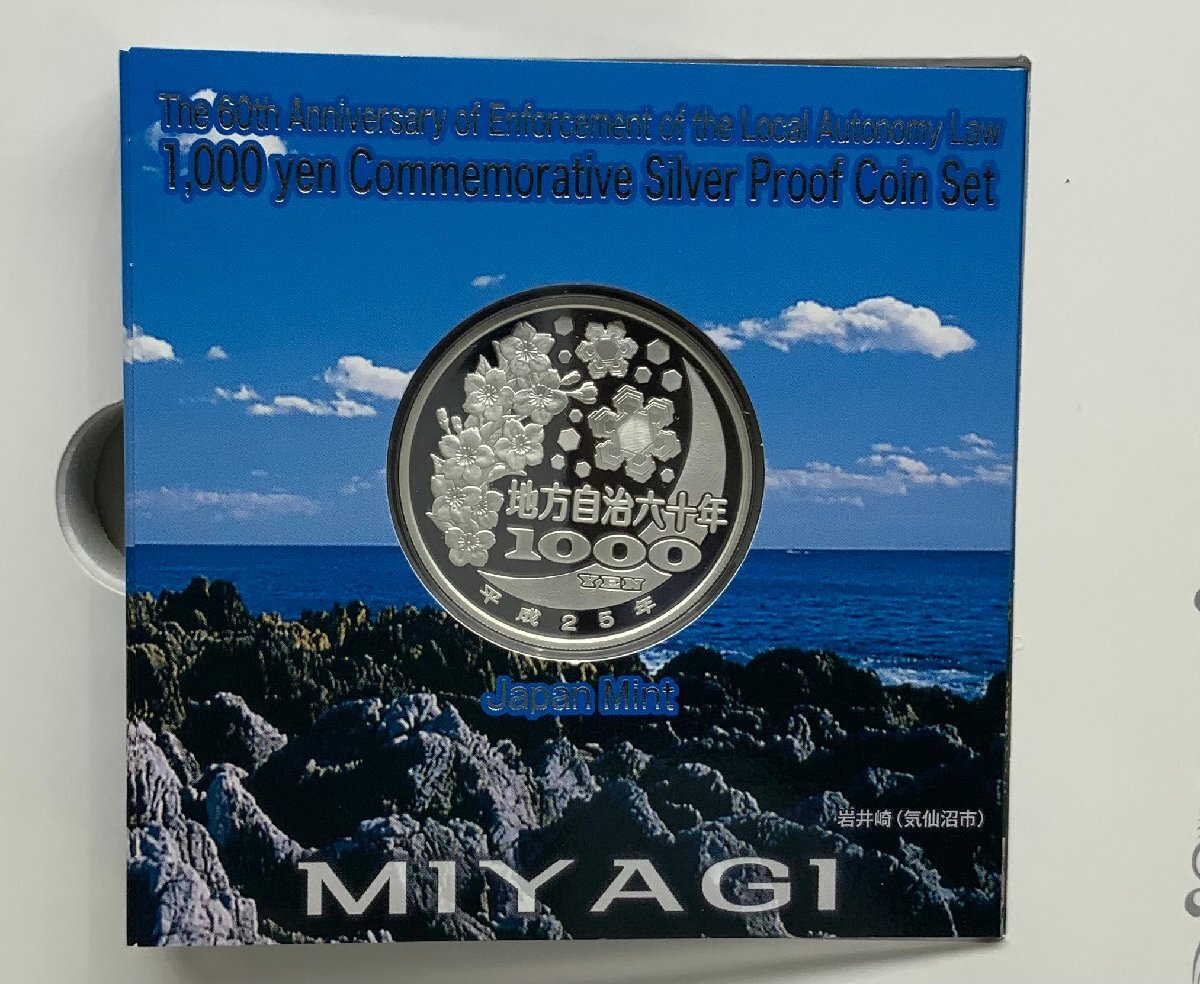 The 60th Anniversary of Enforcement of the Local Autonomy Law
1,000 yen Commemorative Silver Proof Coin Set
地方自治六十年
1000
YEN
平成25年
Japan Mint
岩井崎(気仙沼市)
MIYAGI